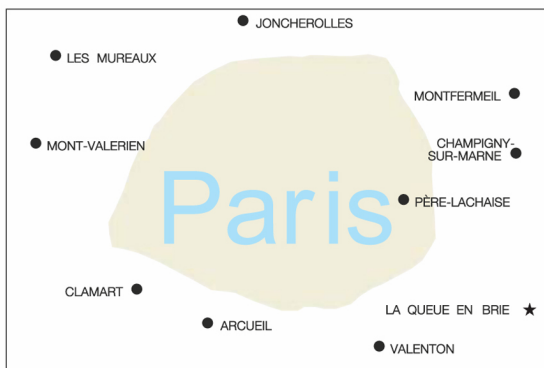 JONCHEROLLES
LES MUREAUX
MONTFERMEIL
MONT-VALERIEN
CHAMPIGNY-
SUR-MARNE
Paris
PÈRE-LACHAISE
CLAMART
LA QUEUE EN BRIE
ARCUEIL
VALENTON